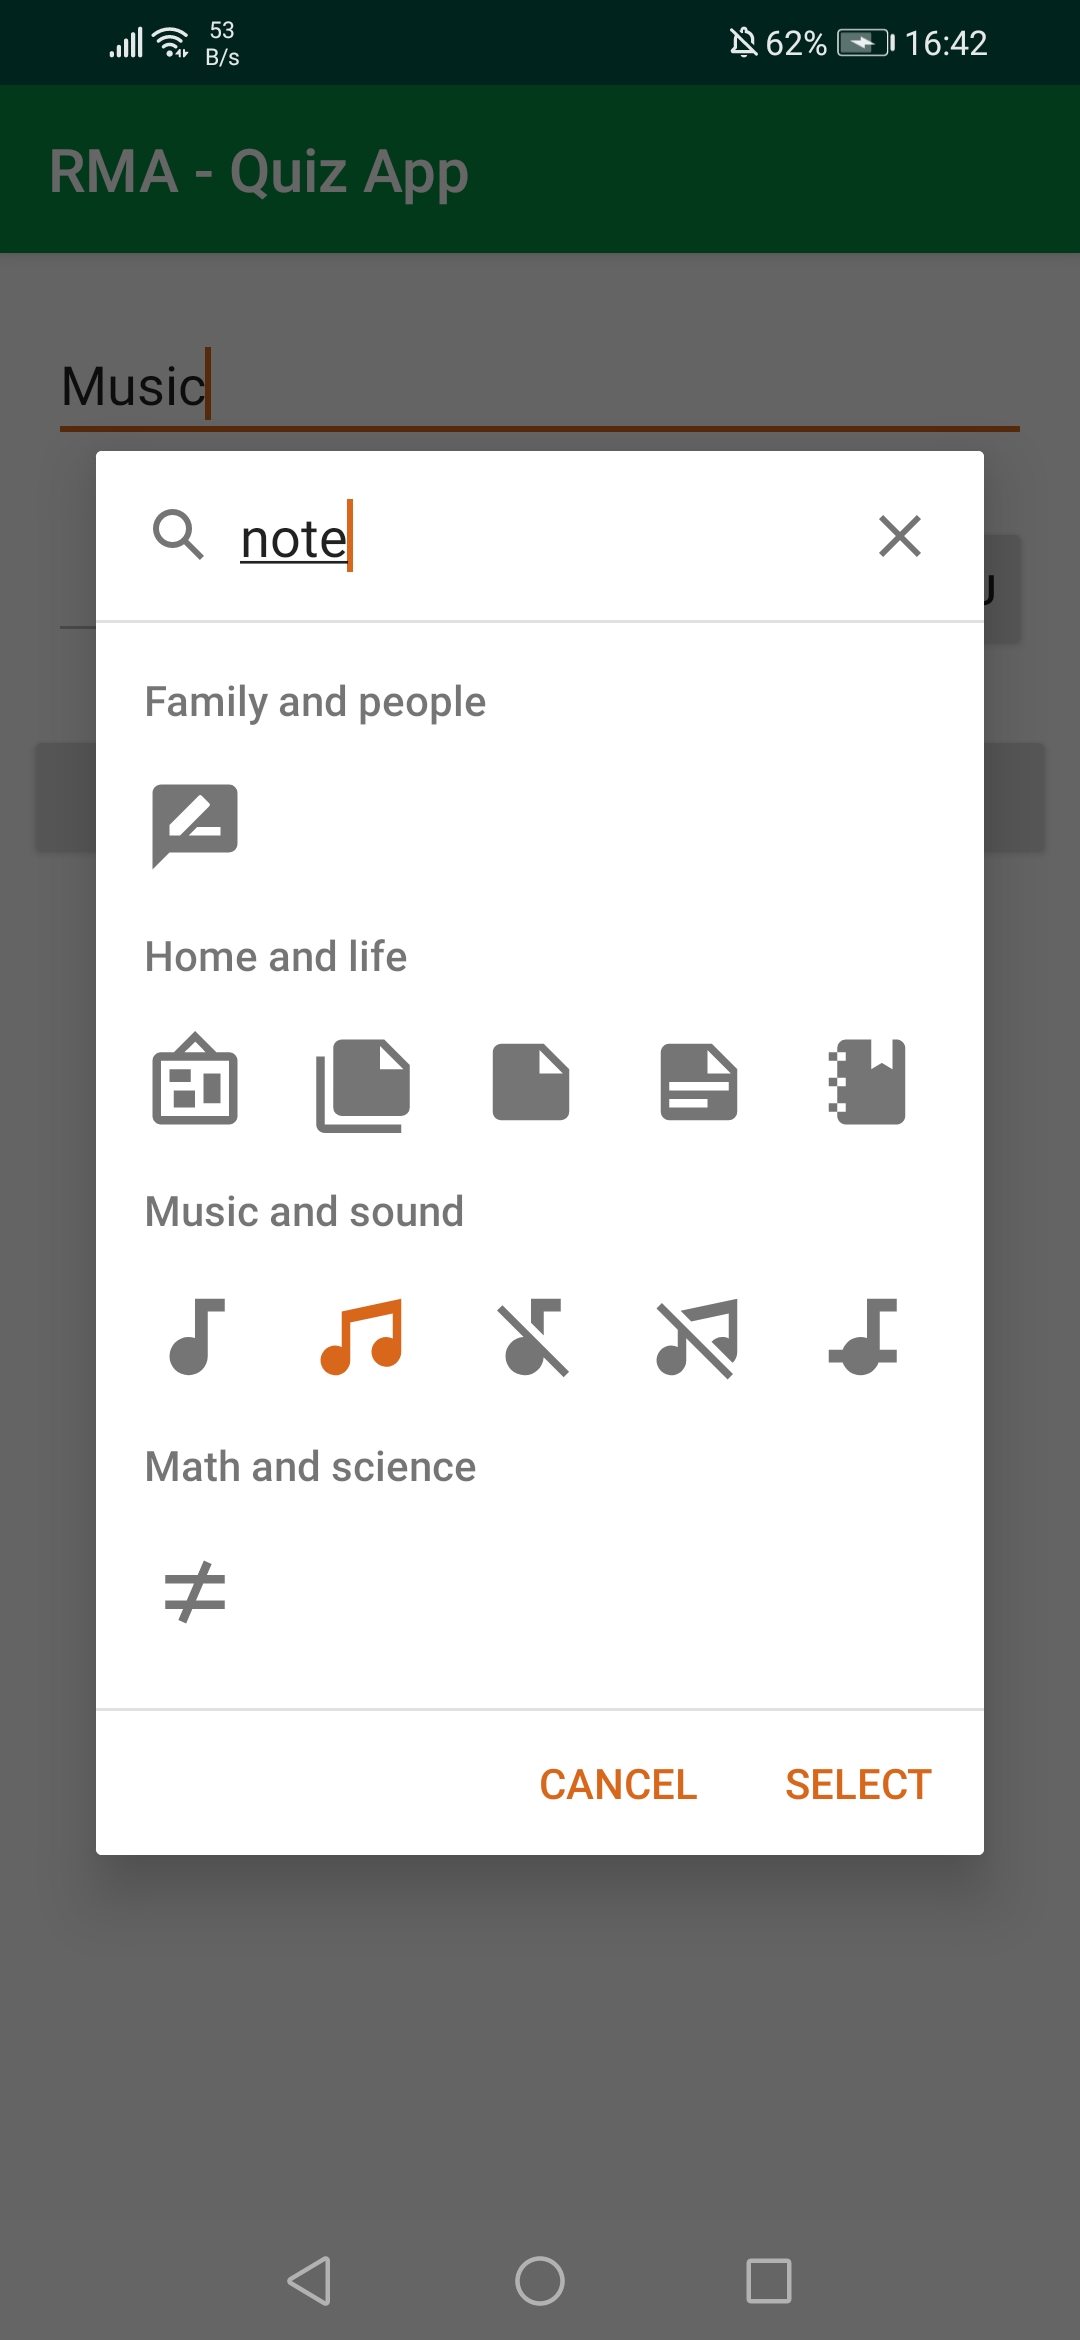 53
B/s
62%
16:42
RMA - Quiz App
Music
note
Family and people
Home and life
Music and sound
Math and science
CANCEL
SELECT